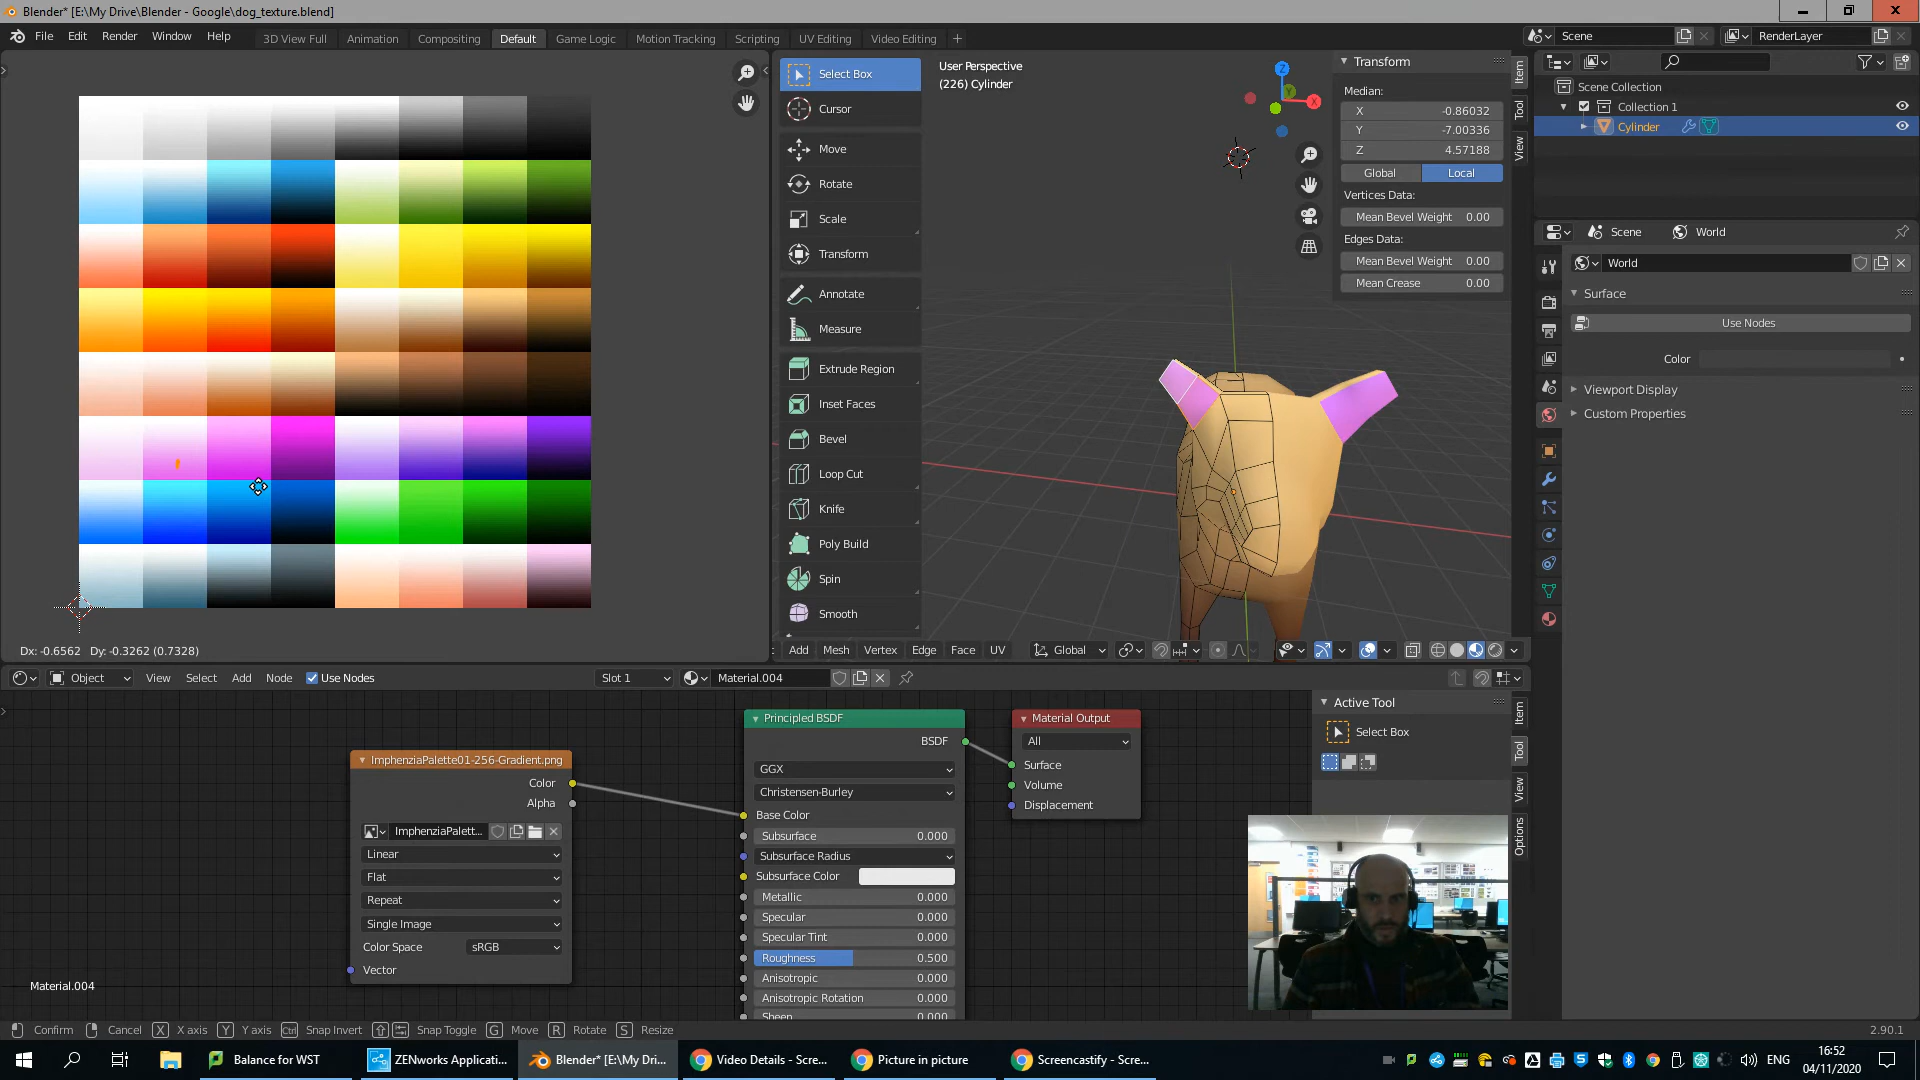 Blender* [E:\My Drive\Blender - Google\dog_texture.blend]
File Edit Render Window Help 3D View Full Animation Compositing Default Game Logic Motion Tracking Scripting UV Editing Video Editing +
Scene RenderLayer
Select Box
Cursor
Move
Rotate
Scale
Transform
Annotate
Measure
Extrude Region
Inset Faces
Bevel
Loop Cut
Knife
Poly Build
Spin
Smooth
User Perspective
(226) Cylinder
Z
X
Transform
Median:
X -0.86032
Y -7.00336
Z 4.57188
Global Local
Vertices Data:
Mean Bevel Weight 0.00
Edges Data:
Mean Bevel Weight 0.00
Mean Crease 0.00
Item
Tool
View
Scene Collection
Collection 1
Cylinder
Scene World
World
Surface
Use Nodes
Color
Viewport Display
Custom Properties
Dx: -0.6562 Dy: -0.3262 (0.7328)
Add Mesh Vertex Edge Face UV Global
Object View Select Add Node Use Nodes Slot 1 Material.004
ImphenziaPalette01-256-Gradient.png
Color
Alpha
ImphenziaPalett...
Linear
Flat
Repeat
Single Image
Color Space sRGB
Vector
Material.004
Principled BSDF
BSDF
GGX
Christensen-Burley
Base Color
Subsurface 0.000
Subsurface Radius
Subsurface Color
Metallic 0.000
Specular 0.000
Specular Tint 0.000
Roughness 0.500
Anisotropic 0.000
Anisotropic Rotation 0.000
Sheen 0.000
Material Output
All
Surface
Volume
Displacement
Active Tool
Select Box
Item
Tool
View
Options
Confirm Cancel X X axis Y Y axis Ctrl Snap Invert Snap Toggle G Move R Rotate S Resize
2.90.1
Balance for WST ZENworks Applicati... Blender* [E:\My Dri... Video Details - Scre... Picture in picture Screencastify - Scre...
ENG
16:52
04/11/2020